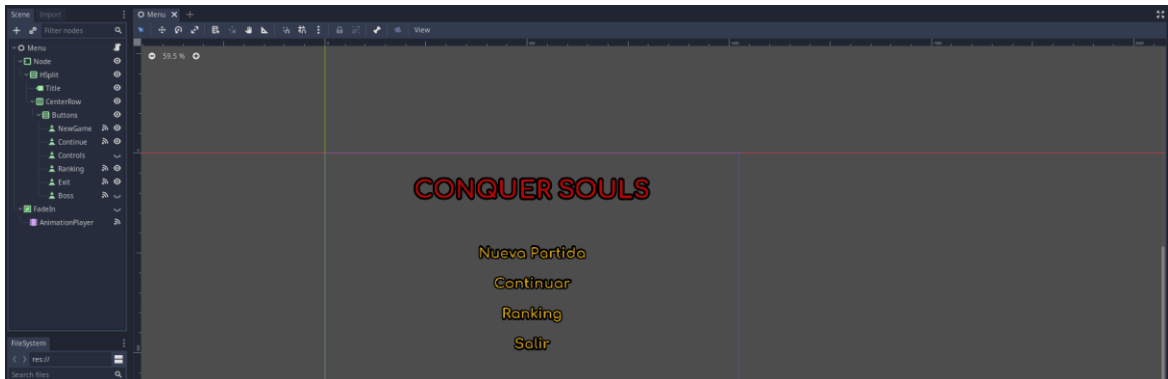 Scene Import
Menu
Filter nodes
View
Menu
59.5 %
Node
HSplit
Title
CenterRow
Buttons
NewGame
Continue
Controls
Ranking
Exit
Boss
FadeIn
AnimationPlayer
CONQUER SOULS
Nueva Partida
Continuar
Ranking
Salir
FileSystem
res://
Search files